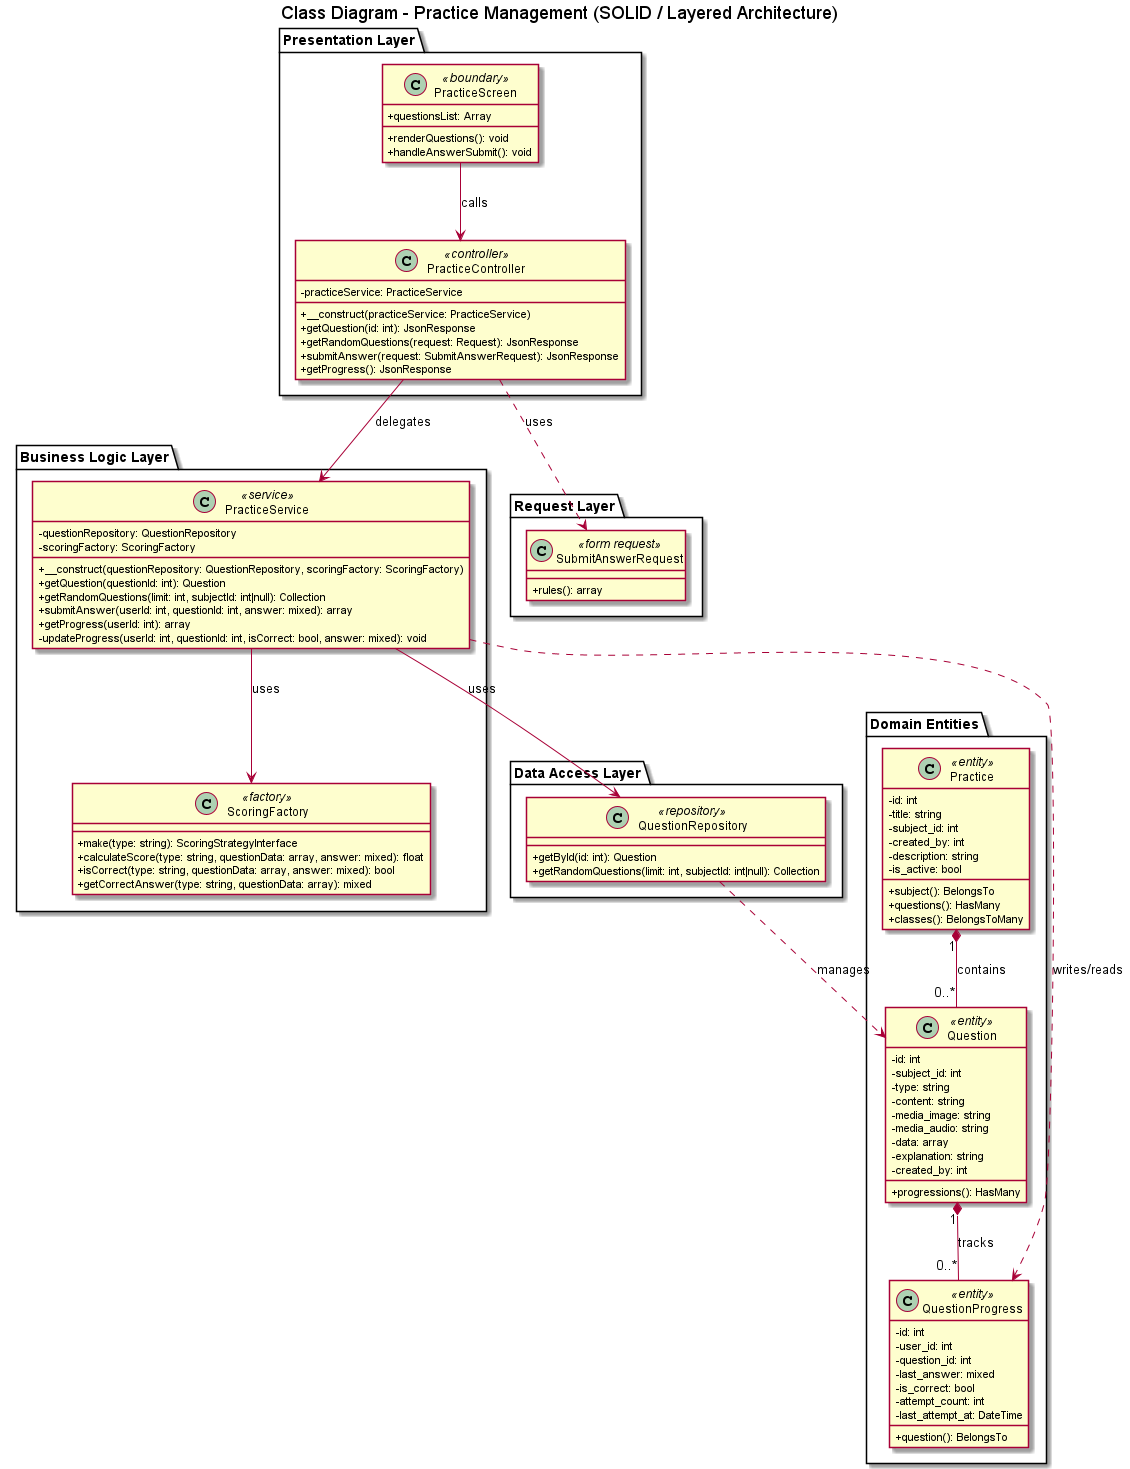 Class Diagram - Practice Management (SOLID / Layered Architecture)
Presentation Layer
«boundary»
C
PracticeScreen
+questionsList: Array
+renderQuestions(): void
+handleAnswerSubmit(): void
calls
«controller»
C
PracticeController
-practiceService: PracticeService
+__construct(practiceService: PracticeService)
+getQuestion(id: int): JsonResponse
+getRandomQuestions(request: Request): JsonResponse
+submitAnswer(request: SubmitAnswerRequest): JsonResponse
+getProgress(): JsonResponse
delegates
uses
Business Logic Layer
«service»
C
PracticeService
-questionRepository: QuestionRepository
-scoringFactory: ScoringFactory
+__construct(questionRepository: QuestionRepository, scoringFactory: ScoringFactory)
+getQuestion(questionId: int): Question
+getRandomQuestions(limit: int, subjectId: int|null): Collection
+submitAnswer(userId: int, questionId: int, answer: mixed): array
+getProgress(userId: int): array
-updateProgress(userId: int, questionId: int, isCorrect: bool, answer: mixed): void
Request Layer
«form request»
C
SubmitAnswerRequest
+rules(): array
uses
uses
«factory»
C
ScoringFactory
+make(type: string): ScoringStrategyInterface
+calculateScore(type: string, questionData: array, answer: mixed): float
+isCorrect(type: string, questionData: array, answer: mixed): bool
+getCorrectAnswer(type: string, questionData: array): mixed
Data Access Layer
«repository»
C
QuestionRepository
+getById(id: int): Question
+getRandomQuestions(limit: int, subjectId: int|null): Collection
manages
Domain Entities
«entity»
C
Practice
-id: int
-title: string
-subject_id: int
-created_by: int
-description: string
-is_active: bool
+subject(): BelongsTo
+questions(): HasMany
+classes(): BelongsToMany
1
contains
0..*
writes/reads
«entity»
C
Question
-id: int
-subject_id: int
-type: string
-content: string
-media_image: string
-media_audio: string
-data: array
-explanation: string
-created_by: int
+progressions(): HasMany
1
tracks
0..*
«entity»
C
QuestionProgress
-id: int
-user_id: int
-question_id: int
-last_answer: mixed
-is_correct: bool
-attempt_count: int
-last_attempt_at: DateTime
+question(): BelongsTo